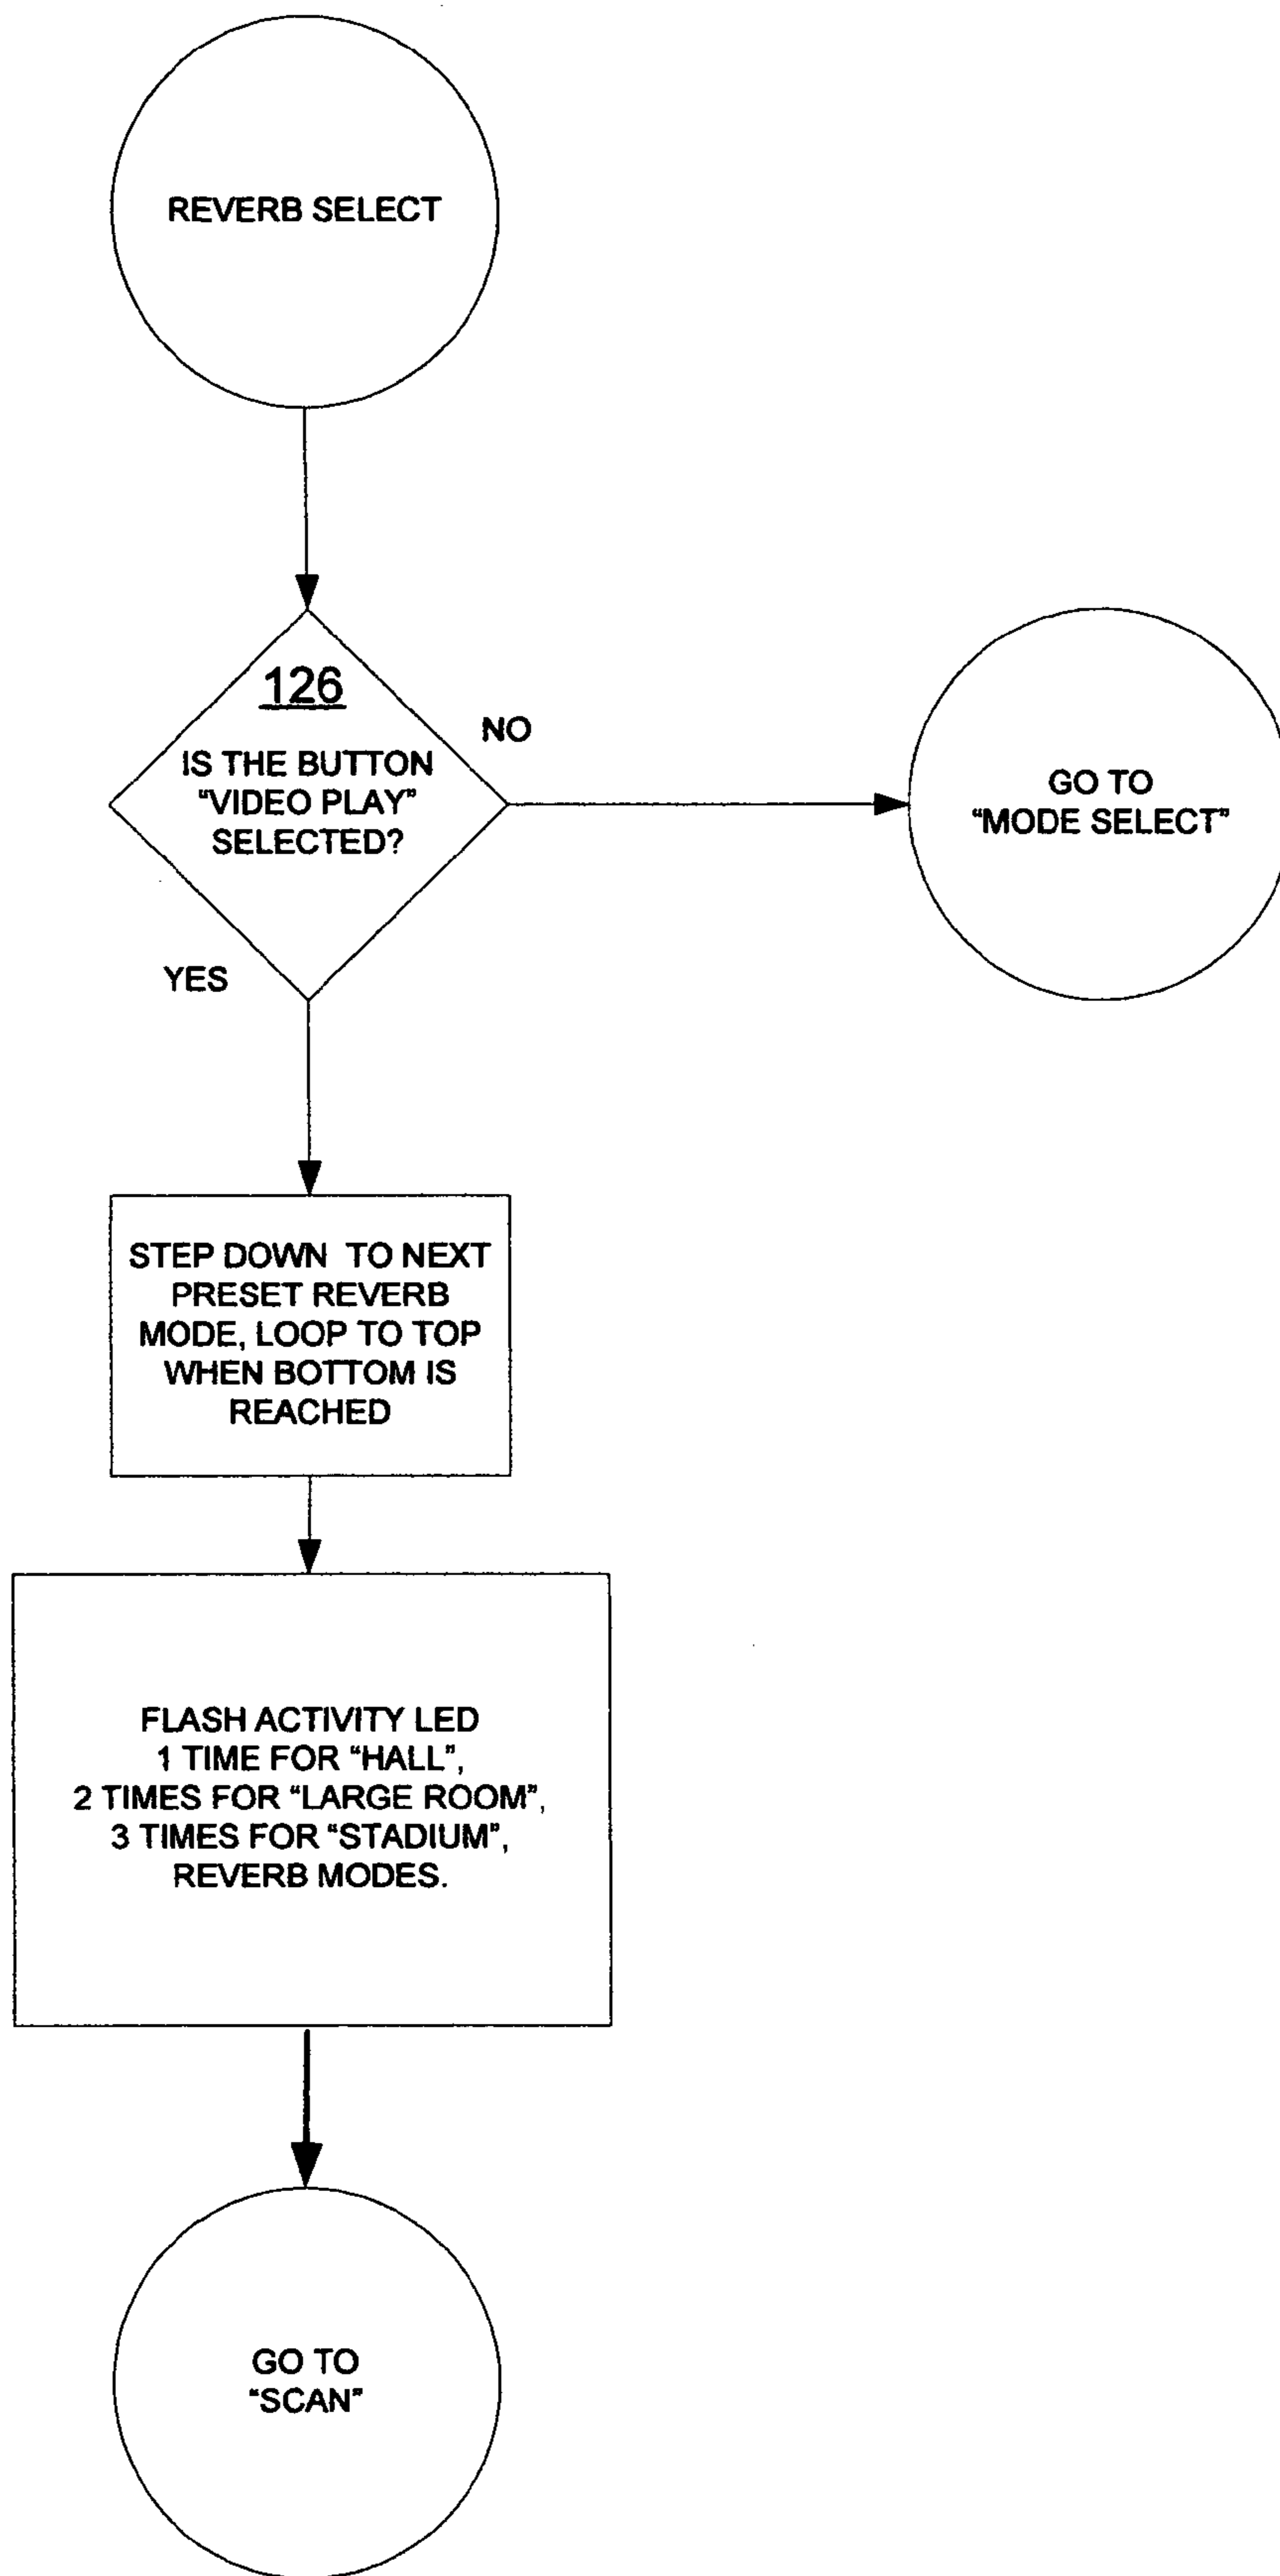 REVERB SELECT
126
IS THE BUTTON
"VIDEO PLAY"
SELECTED?
NO
GO TO
"MODE SELECT"
YES
STEP DOWN TO NEXT
PRESET REVERB
MODE, LOOP TO TOP
WHEN BOTTOM IS
REACHED
FLASH ACTIVITY LED
1 TIME FOR "HALL",
2 TIMES FOR "LARGE ROOM",
3 TIMES FOR "STADIUM",
REVERB MODES.
GO TO
"SCAN"